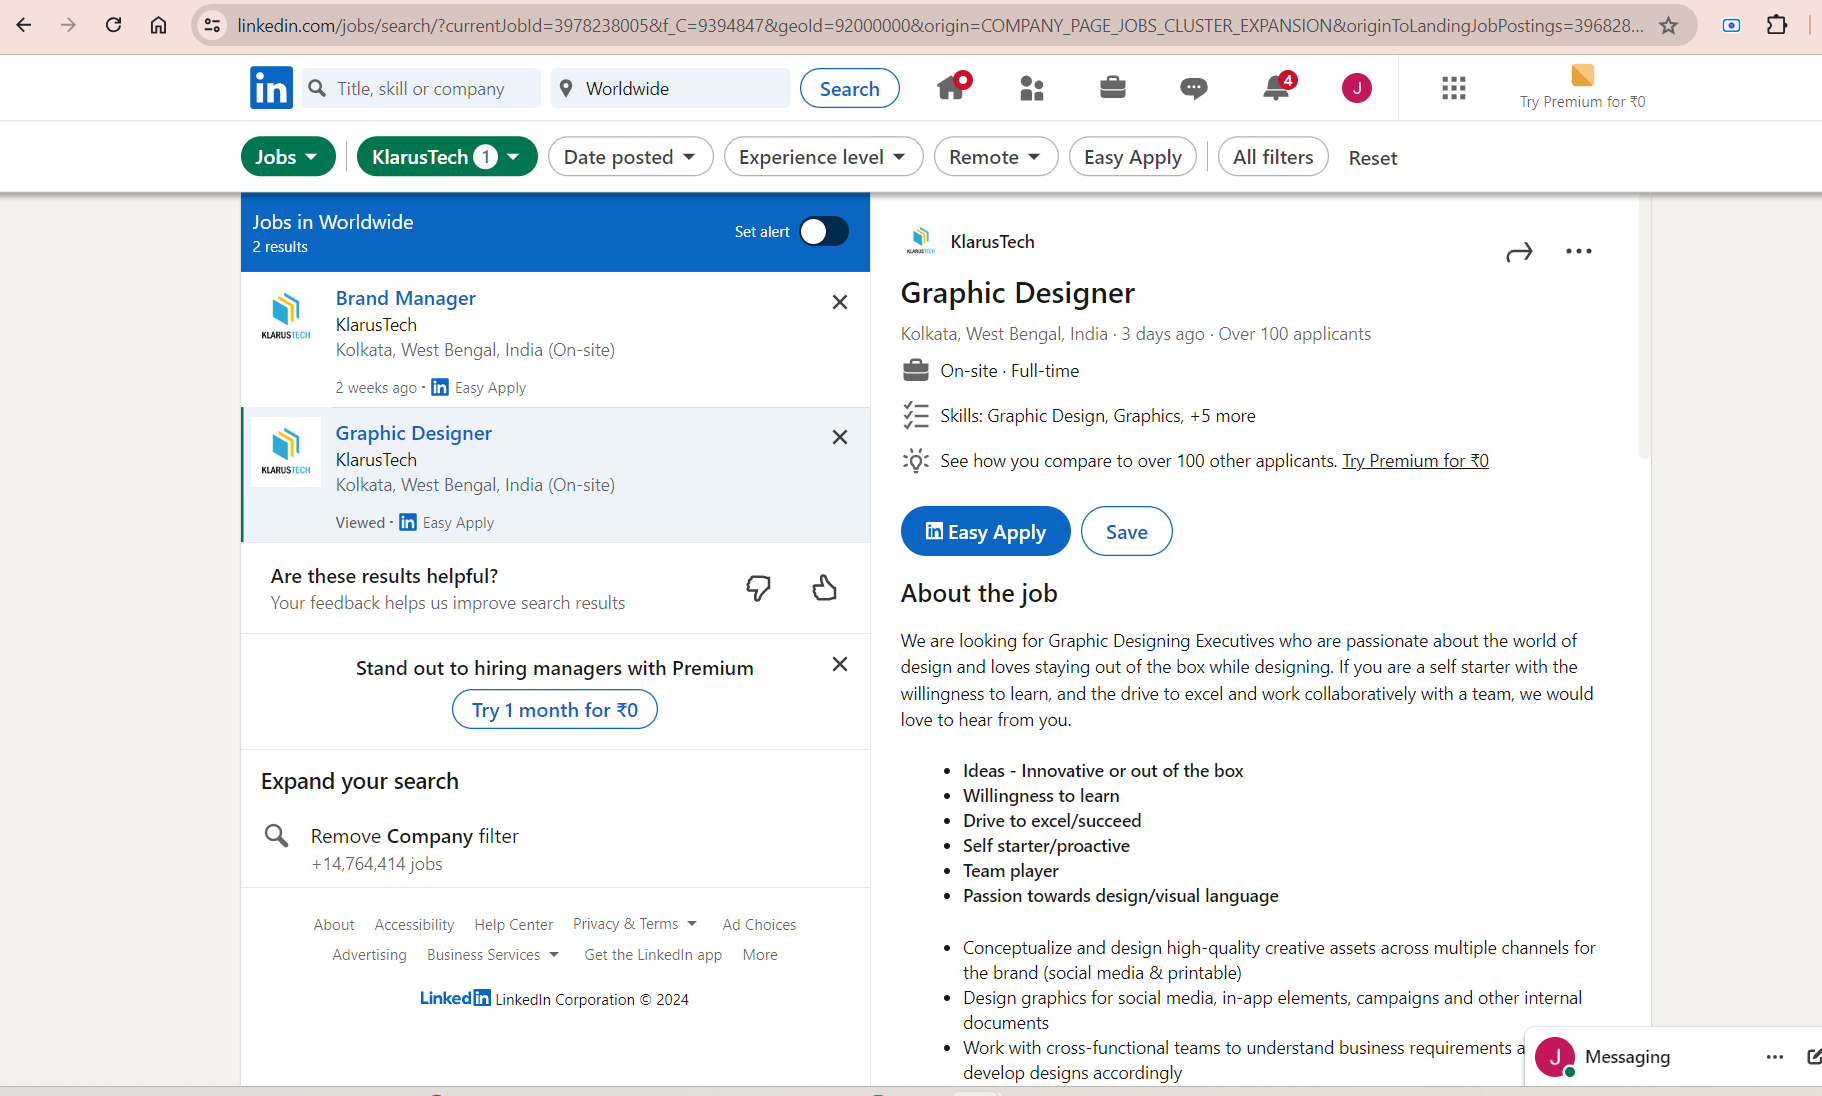 linkedin.com/jobs/search/?currentJobId=3978238005&f_C=9394847&geoId=92000000&origin=COMPANY_PAGE_JOBS_CLUSTER_EXPANSION&originToLandingJobPostings=396828...
in
Title, skill or company
Worldwide
Search
4
J
Try Premium for ₹0
Jobs
KlarusTech 1
Date posted
Experience level
Remote
Easy Apply
All filters
Reset
Jobs in Worldwide
2 results
Set alert
KLARUSTECH
Brand Manager
KlarusTech
Kolkata, West Bengal, India (On-site)
2 weeks ago · in Easy Apply
KLARUSTECH
Graphic Designer
KlarusTech
Kolkata, West Bengal, India (On-site)
Viewed · in Easy Apply
Are these results helpful?
Your feedback helps us improve search results
Stand out to hiring managers with Premium
Try 1 month for ₹0
Expand your search
Remove Company filter
+14,764,414 jobs
About Accessibility Help Center Privacy & Terms Ad Choices
Advertising Business Services Get the LinkedIn app More
Linkedin LinkedIn Corporation © 2024
KLARUSTECH
KlarusTech
Graphic Designer
Kolkata, West Bengal, India · 3 days ago · Over 100 applicants
On-site · Full-time
Skills: Graphic Design, Graphics, +5 more
See how you compare to over 100 other applicants. Try Premium for ₹0
in Easy Apply
Save
About the job
We are looking for Graphic Designing Executives who are passionate about the world of
design and loves staying out of the box while designing. If you are a self starter with the
willingness to learn, and the drive to excel and work collaboratively with a team, we would
love to hear from you.
• Ideas - Innovative or out of the box
• Willingness to learn
• Drive to excel/succeed
• Self starter/proactive
• Team player
• Passion towards design/visual language
• Conceptualize and design high-quality creative assets across multiple channels for
the brand (social media & printable)
• Design graphics for social media, in-app elements, campaigns and other internal
documents
• Work with cross-functional teams to understand business requirements a
develop designs accordingly
J Messaging